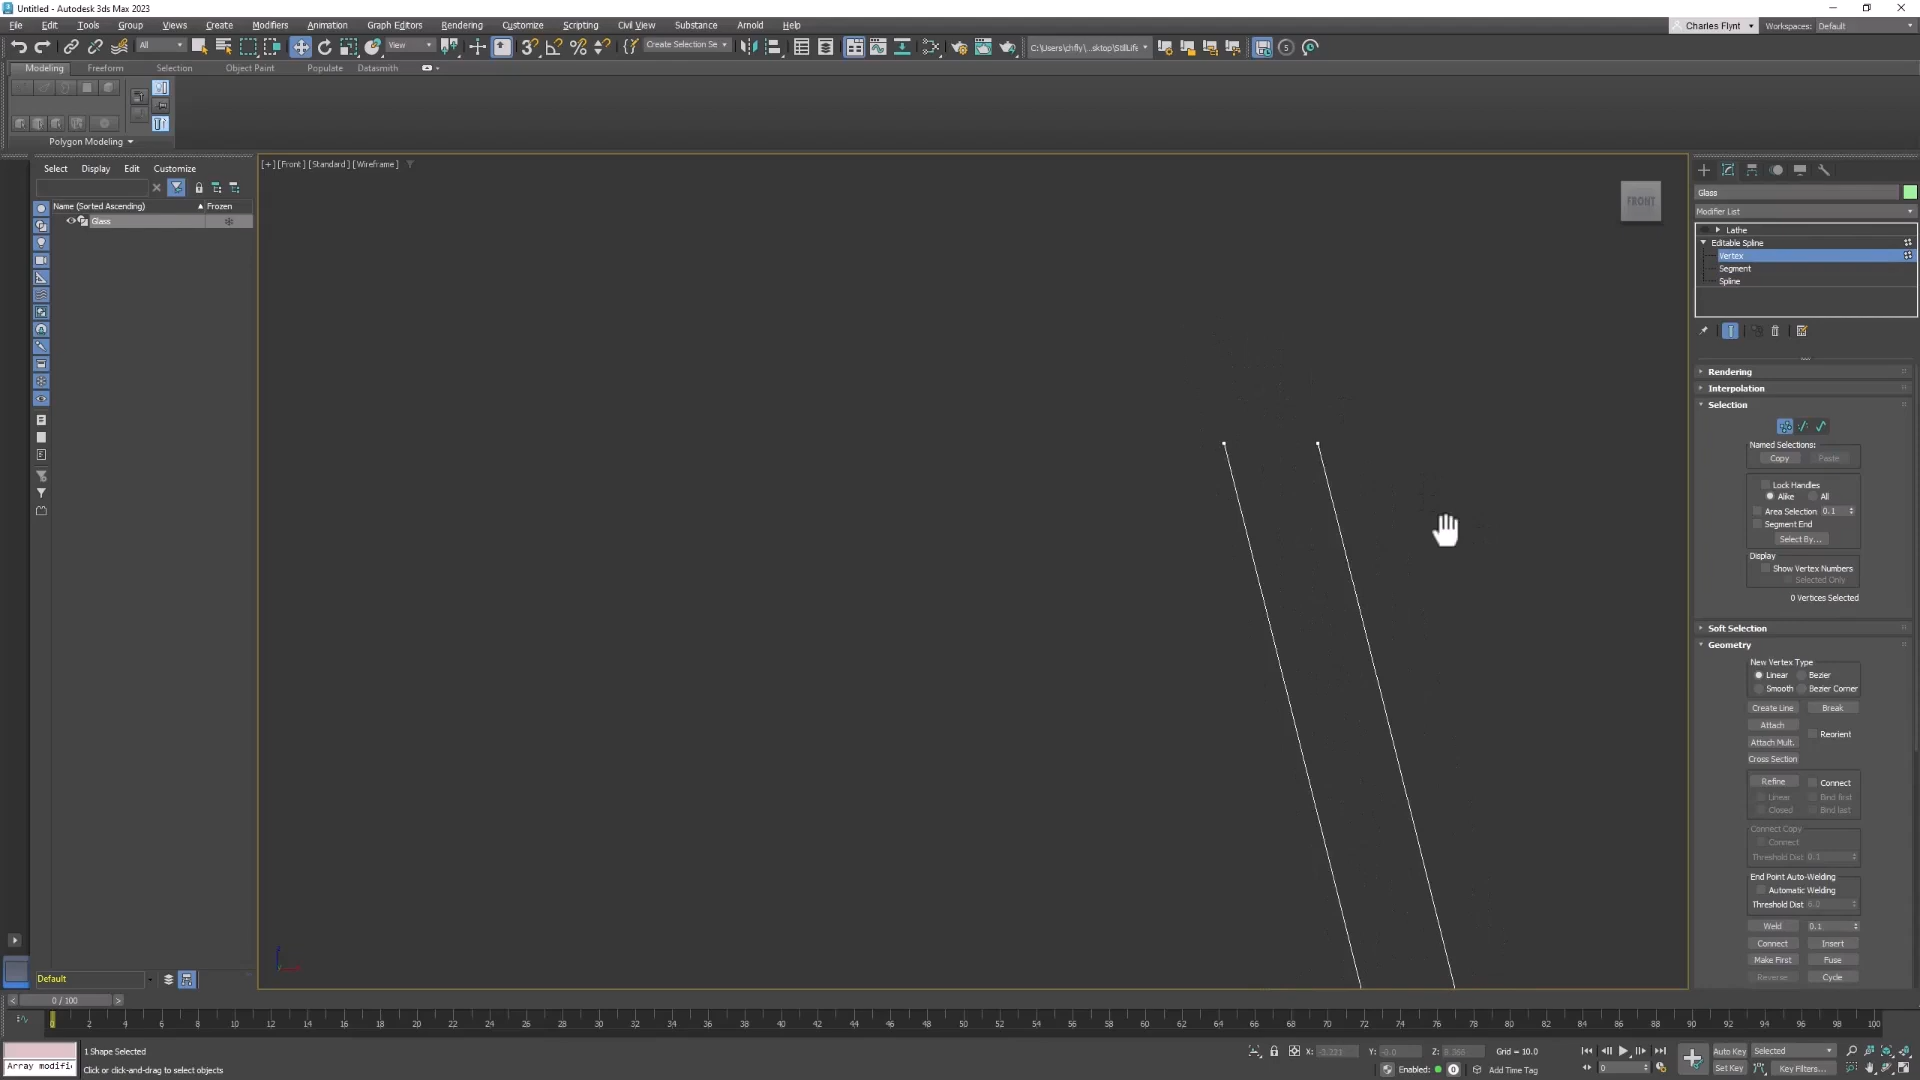 Untitled - Autodesk 3ds Max 2023
File Edit Tools Group Views Create Modifiers Animation Graph Editors Rendering Customize Scripting Civil View Substance Arnold Help
Charles Flynt Workspaces: Default
All View Create Selection Se C:\Users\chfly\...sktop\StillLife
Modeling Freeform Selection Object Paint Populate Datasmith
Polygon Modeling
Select Display Edit Customize
Name (Sorted Ascending) Frozen
Glass
[+] [Front] [Standard] [Wireframe]
FRONT
Glass
Modifier List
Lathe
Editable Spline
Vertex
Segment
Spline
Rendering
Interpolation
Selection
Named Selections:
Copy Paste
Lock Handles
Alike All
Area Selection 0.1
Segment End
Select By...
Display
Show Vertex Numbers
Selected Only
0 Vertices Selected
Soft Selection
Geometry
New Vertex Type
Linear Bezier
Smooth Bezier Corner
Create Line Break
Attach
Reorient
Attach Mult.
Cross Section
Refine Connect
Linear Bind first
Closed Bind last
Connect Copy
Connect
Threshold Dist 0.1
End Point Auto-Welding
Automatic Welding
Threshold Dist 6.0
Weld 0.1
Connect Insert
Make First Fuse
Reverse Cycle
Default
0 / 100
0 2 4 6 8 10 12 14 16 18 20 22 24 26 28 30 32 34 36 38 40 42 44 46 48 50 52 54 56 58 60 62 64 66 68 70 72 74 76 78 80 82 84 86 88 90 92 94 96 98 100
1 Shape Selected
Click or click-and-drag to select objects
Array modifi
X: Y: Z: Grid = 10.0
Enabled: Add Time Tag
0
Auto Key Selected
Set Key Key Filters...